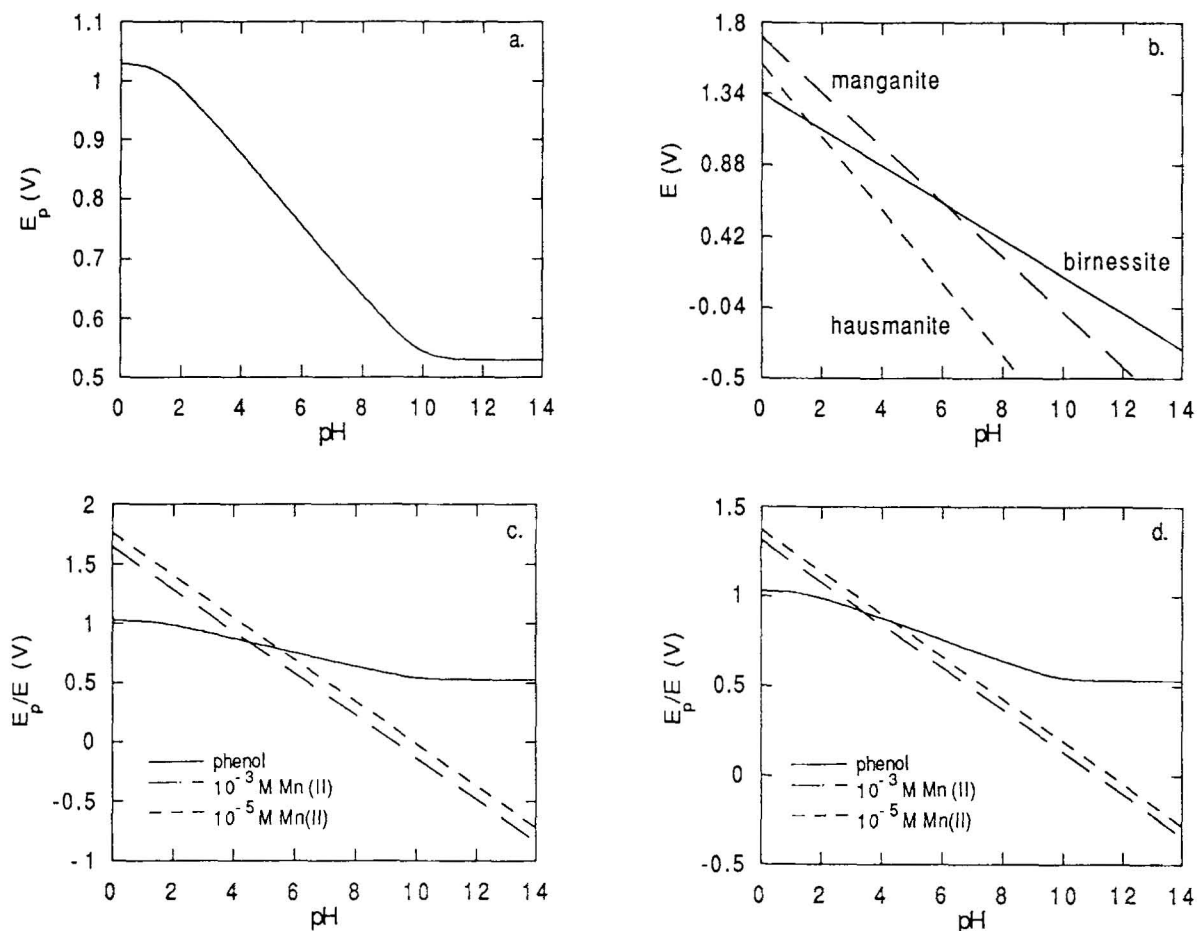 a.
1.1
1
0.9
0.8
0.7
0.6
0.5
E_p (V)
0 2 4 6 8 10 12 14
pH
b.
1.8
1.34
0.88
0.42
-0.04
-0.5
E (V)
manganite
birnessite
hausmanite
0 2 4 6 8 10 12 14
pH
c.
2
1.5
1
0.5
0
-0.5
-1
E_p/E (V)
phenol
10^-3 M Mn (II)
10^-5 M Mn(II)
0 2 4 6 8 10 12 14
pH
d.
1.5
1
0.5
0
-0.5
E_p/E (V)
phenol
10^-3 M Mn (II)
10^-5 M Mn(II)
0 2 4 6 8 10 12 14
pH